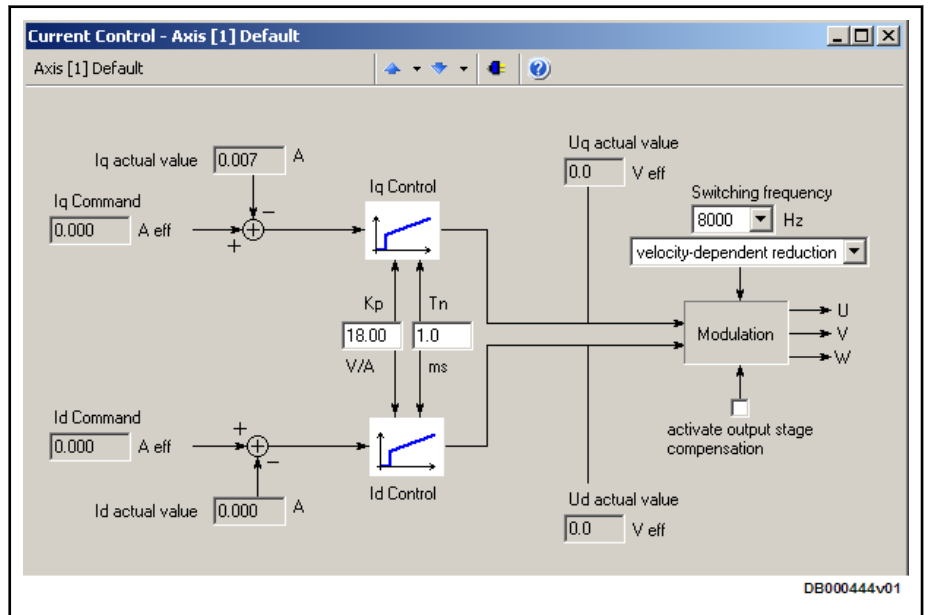 Current Control - Axis [1] Default
Axis [1] Default
Iq actual value 0.007 A
Iq Command
0.000 A eff
−
+
Iq Control
Uq actual value
0.0 V eff
Switching frequency
8000 Hz
velocity-dependent reduction
Kp Tn
18.00 1.0
V/A ms
Modulation
U
V
W
activate output stage
compensation
Id Command
0.000 A eff
+
−
Id Control
Id actual value 0.000 A
Ud actual value
0.0 V eff
DB000444v01